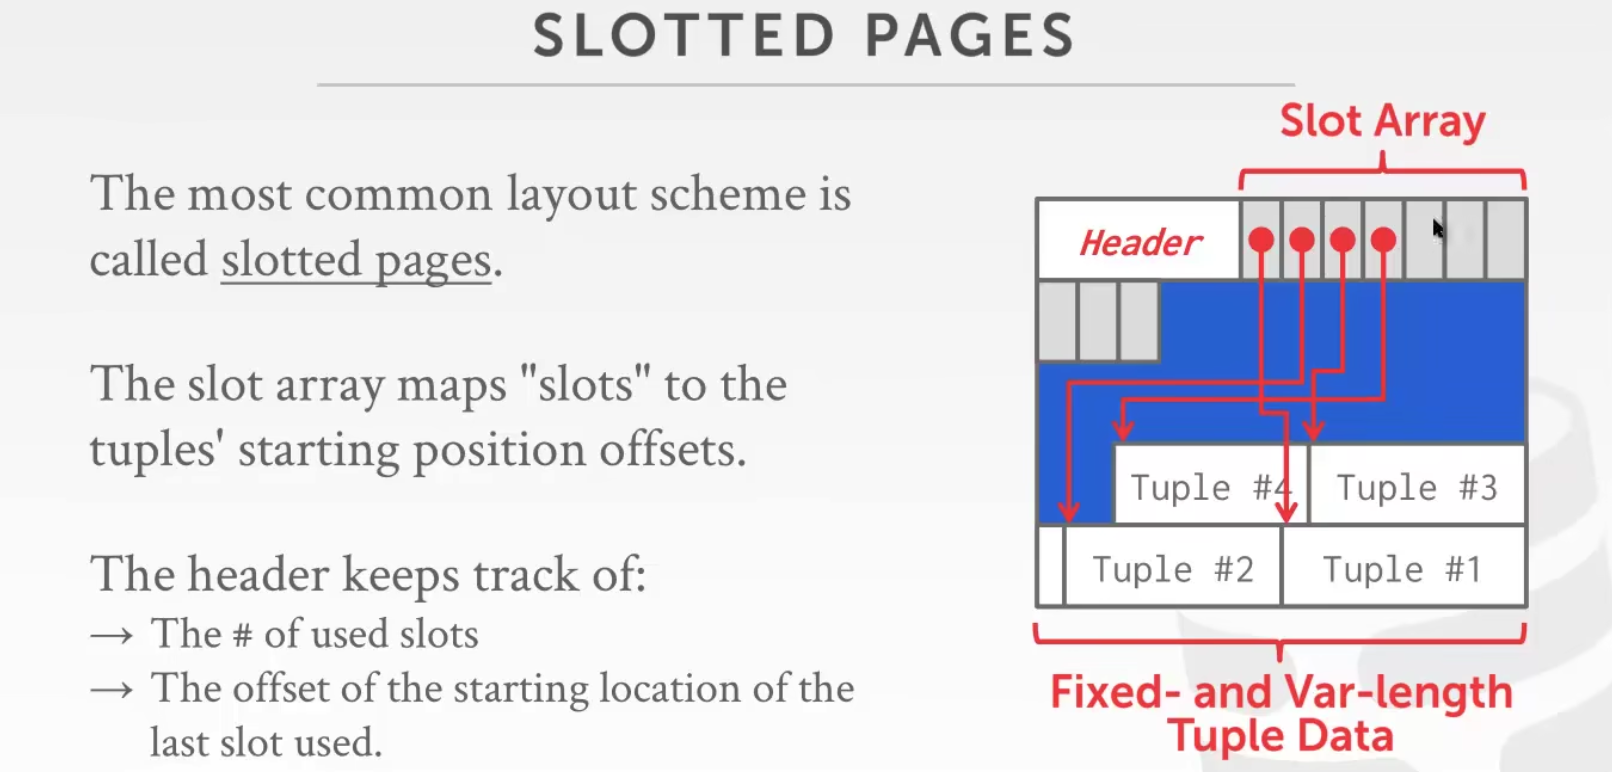 SLOTTED PAGES
The most common layout scheme is
called slotted pages.
The slot array maps "slots" to the
tuples' starting position offsets.
The header keeps track of:
→ The # of used slots
→ The offset of the starting location of the
last slot used.
Slot Array
Header
Tuple #4
Tuple #3
Tuple #2
Tuple #1
Fixed- and Var-length
Tuple Data